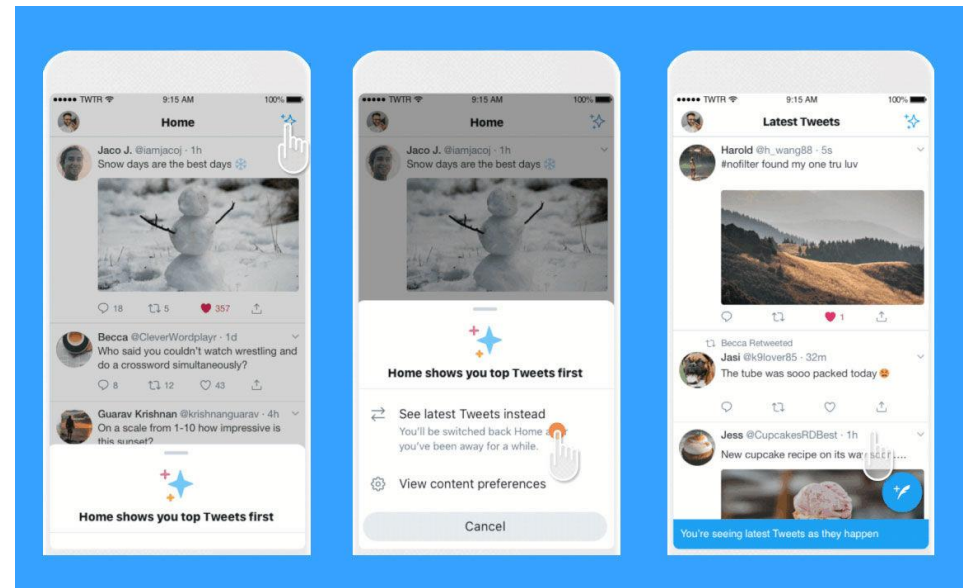 TWTR 9:15 AM 100%
Home
Jaco J. @iamjacoj · 1h
Snow days are the best days
18 5 357
Becca @CleverWordplayr · 1d
Who said you couldn't watch wrestling and
do a crossword simultaneously?
8 12 43
Guarav Krishnan @krishnanguarav · 4h
On a scale from 1-10 how impressive is
this sunset?
Home shows you top Tweets first
TWTR 9:15 AM 100%
Home
Jaco J. @iamjacoj · 1h
Snow days are the best days
Home shows you top Tweets first
See latest Tweets instead
You'll be switched back Home
you've been away for a while.
View content preferences
Cancel
TWTR 9:15 AM 100%
Latest Tweets
Harold @h_wang88 · 5s
#nofilter found my one tru luv
1
Becca Retweeted
Jasi @k9lover85 · 32m
The tube was sooo packed today
Jess @CupcakesRDBest · 1h
New cupcake recipe on its way
You're seeing latest Tweets as they happen